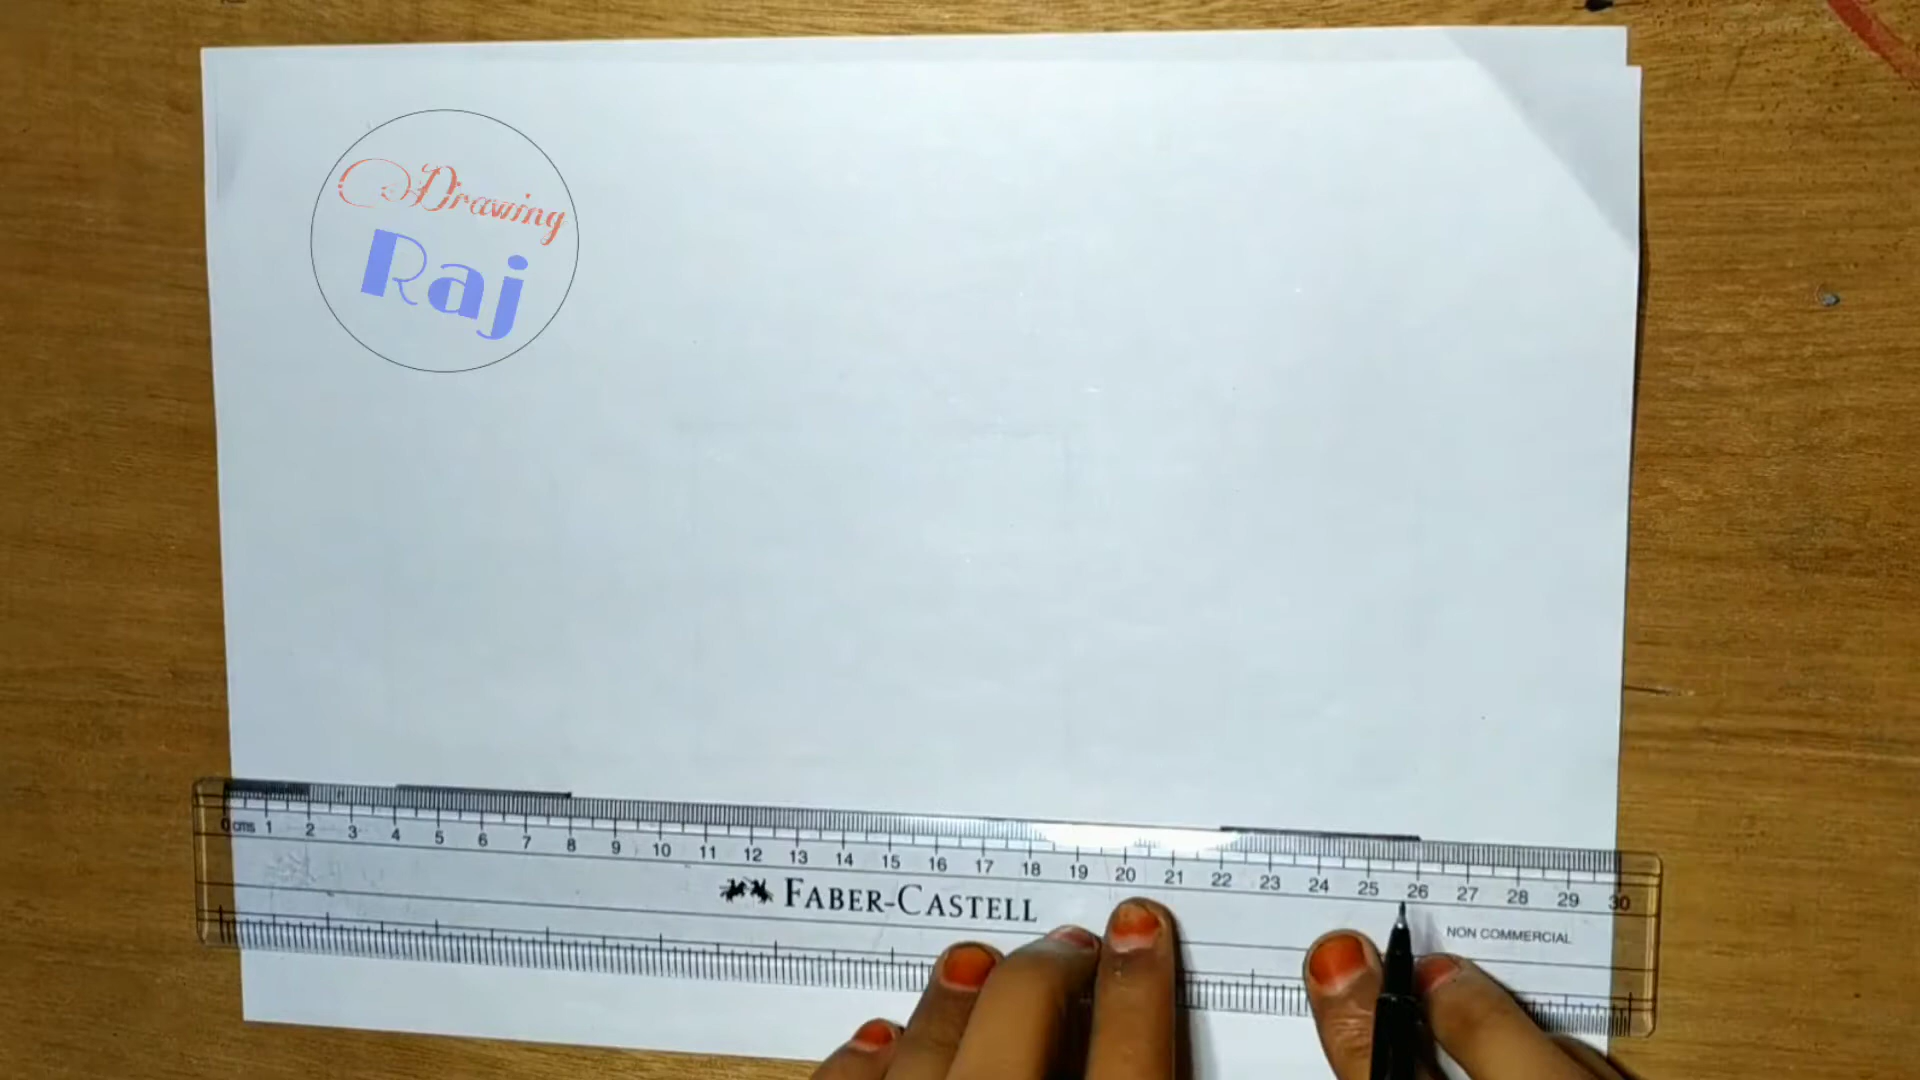 Drawing
Raj
0 cms 1 2 3 4 5 6 7 8 9 10 11 12 13 14 15 16 17 18 19 20 21 22 23 24 25 26 27 28 29 30
FABER-CASTELL
NON COMMERCIAL